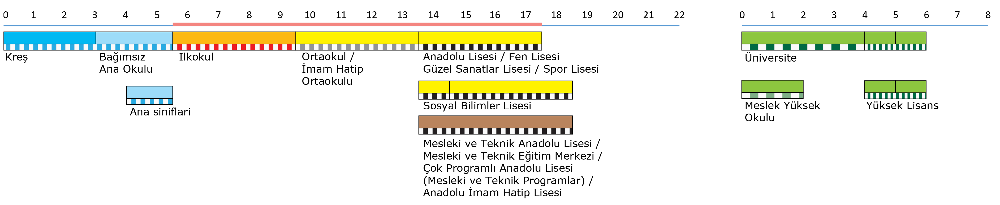 0 1 2 3 4 5 6 7 8 9 10 11 12 13 14 15 16 17 18 19 20 21 22
0 1 2 3 4 5 6 7 8
Kreş
Bağımsız
Ana Okulu
Ilkokul
Ortaokul /
İmam Hatip
Ortaokulu
Anadolu Lisesi / Fen Lisesi
Güzel Sanatlar Lisesi / Spor Lisesi
Üniversite
Ana siniflari
Sosyal Bilimler Lisesi
Meslek Yüksek
Okulu
Yüksek Lisans
Mesleki ve Teknik Anadolu Lisesi /
Mesleki ve Teknik Eğitim Merkezi /
Çok Programlı Anadolu Lisesi
(Mesleki ve Teknik Programlar) /
Anadolu İmam Hatip Lisesi